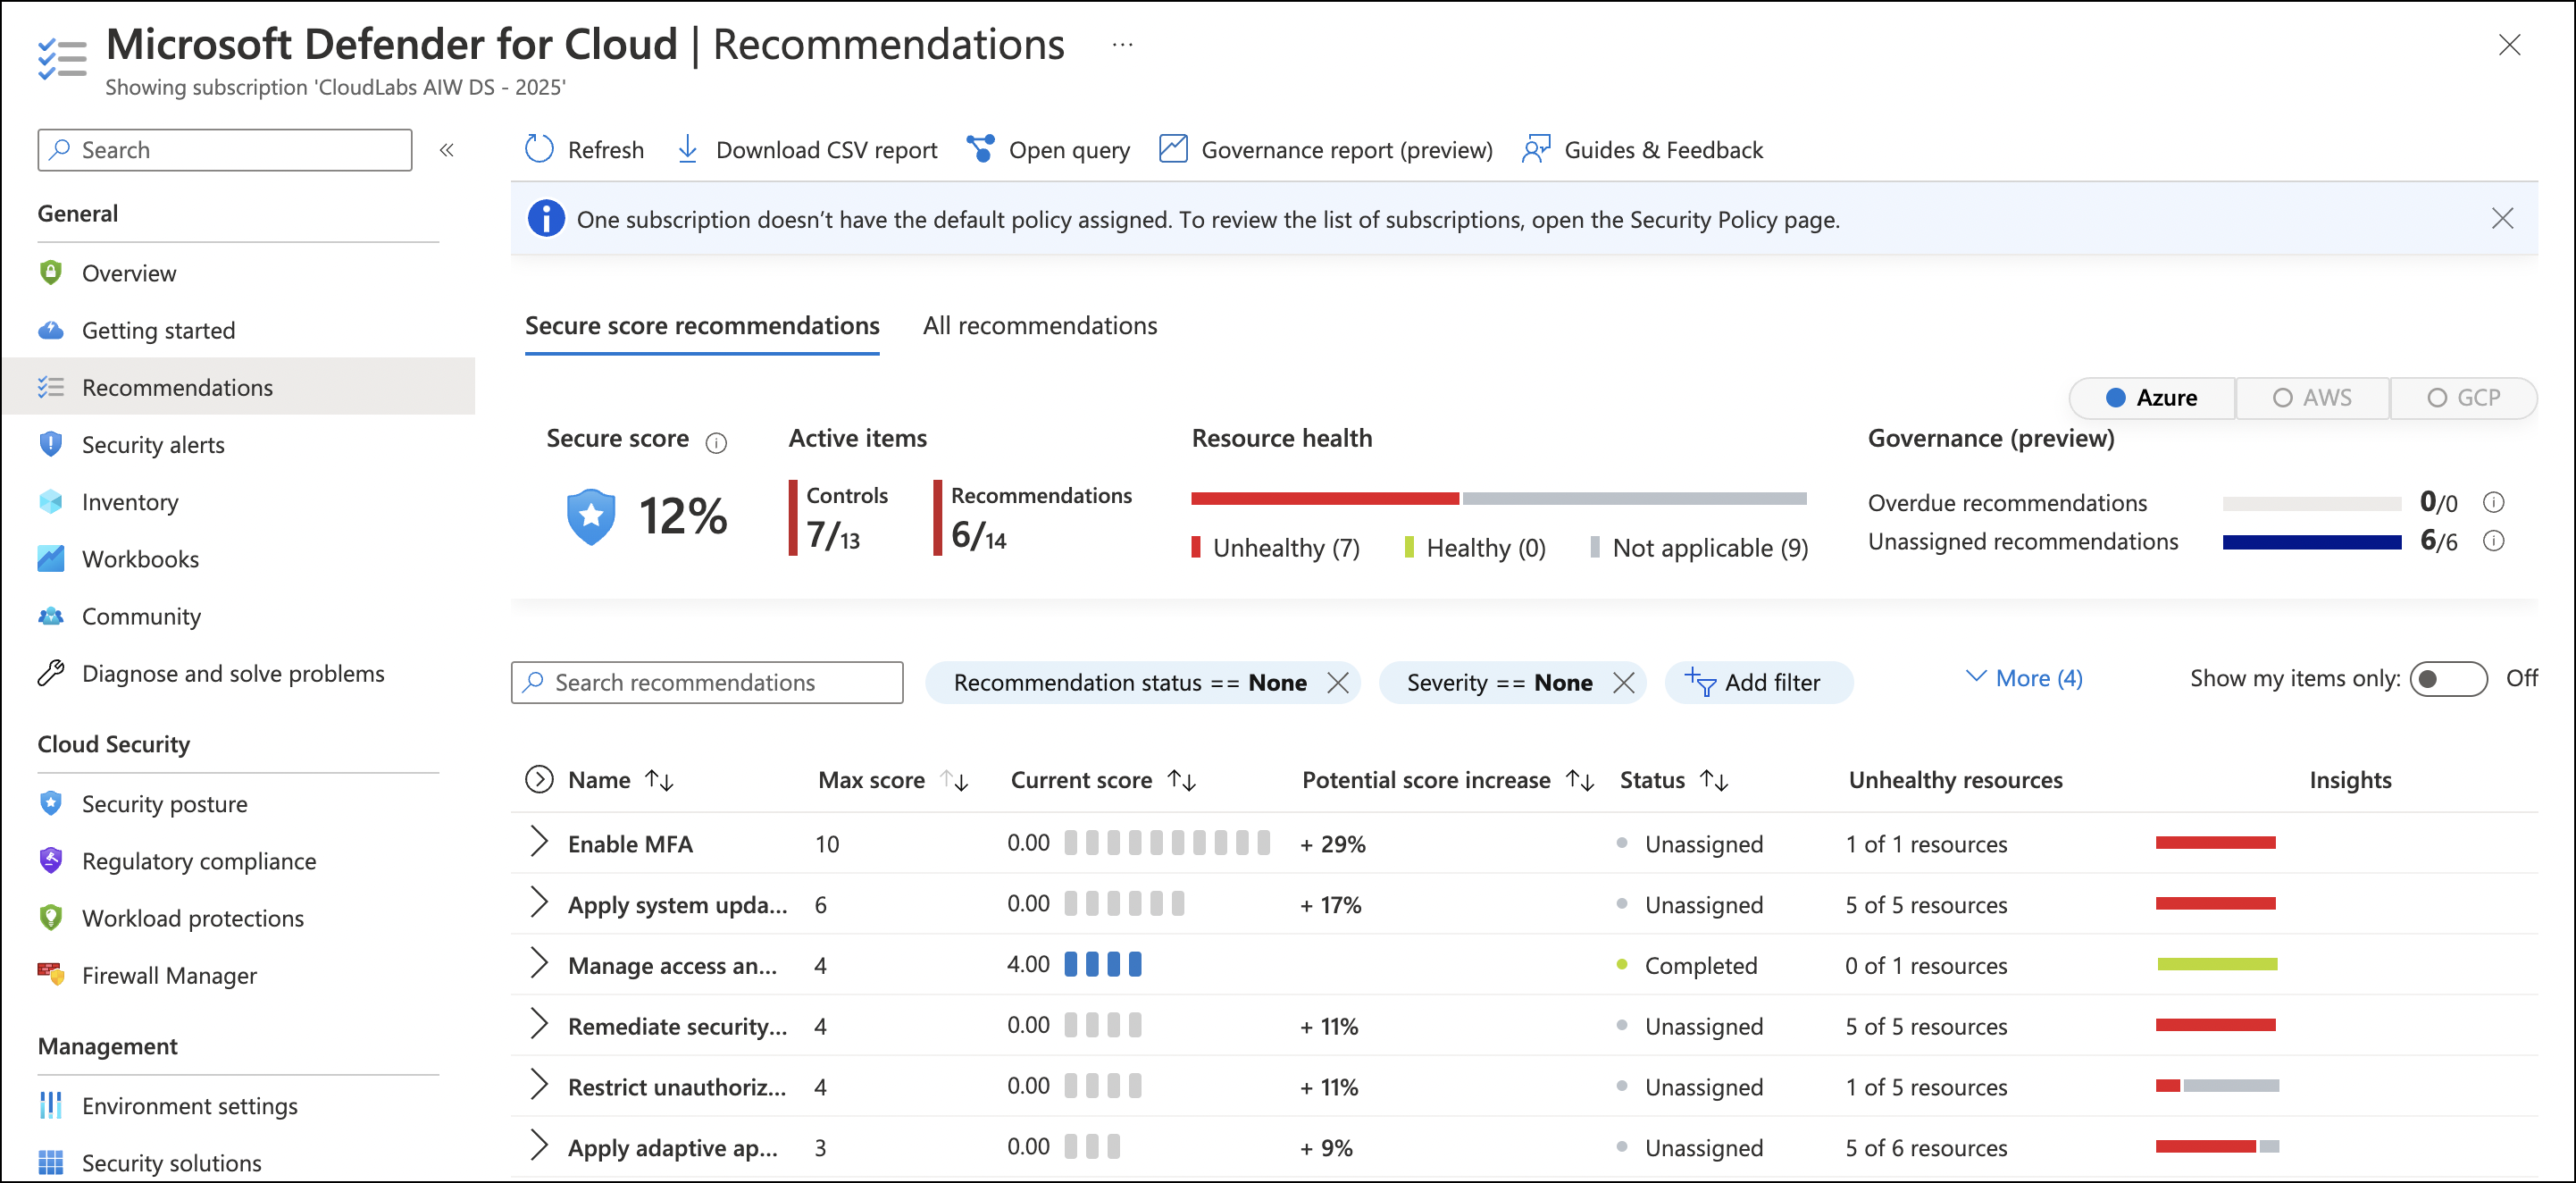 Microsoft Defender for Cloud | Recommendations ...
Showing subscription 'CloudLabs AIW DS - 2025'
Search
«
General
Overview
Getting started
Recommendations
Security alerts
Inventory
Workbooks
Community
Diagnose and solve problems
Cloud Security
Security posture
Regulatory compliance
Workload protections
Firewall Manager
Management
Environment settings
Security solutions
Refresh Download CSV report Open query Governance report (preview) Guides & Feedback
One subscription doesn’t have the default policy assigned. To review the list of subscriptions, open the Security Policy page.
Secure score recommendations All recommendations
Azure AWS GCP
Secure score Active items Resource health Governance (preview)
12%
Controls
7/13
Recommendations
6/14
Unhealthy (7) Healthy (0) Not applicable (9)
Overdue recommendations 0/0
Unassigned recommendations 6/6
Search recommendations Recommendation status == None Severity == None Add filter More (4) Show my items only: Off
Name Max score Current score Potential score increase Status Unhealthy resources Insights
Enable MFA 10 0.00 + 29% Unassigned 1 of 1 resources
Apply system upda... 6 0.00 + 17% Unassigned 5 of 5 resources
Manage access an... 4 4.00 Completed 0 of 1 resources
Remediate security... 4 0.00 + 11% Unassigned 5 of 5 resources
Restrict unauthoriz... 4 0.00 + 11% Unassigned 1 of 5 resources
Apply adaptive ap... 3 0.00 + 9% Unassigned 5 of 6 resources